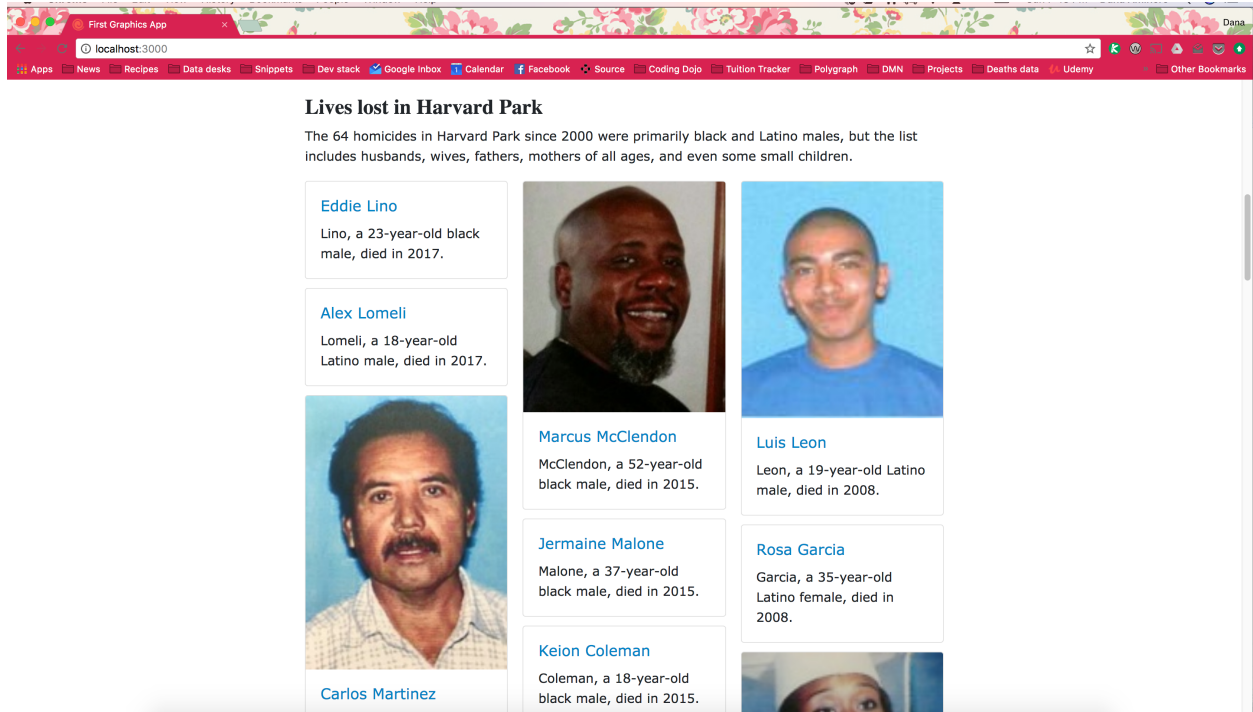 First Graphics App
Dana
localhost:3000
Apps News Recipes Data desks Snippets Dev stack Google Inbox Calendar Facebook Source Coding Dojo Tuition Tracker Polygraph DMN Projects Deaths data Udemy Other Bookmarks
Lives lost in Harvard Park
The 64 homicides in Harvard Park since 2000 were primarily black and Latino males, but the list
includes husbands, wives, fathers, mothers of all ages, and even some small children.
Eddie Lino
Lino, a 23-year-old black
male, died in 2017.
Alex Lomeli
Lomeli, a 18-year-old
Latino male, died in 2017.
Carlos Martinez
Marcus McClendon
McClendon, a 52-year-old
black male, died in 2015.
Jermaine Malone
Malone, a 37-year-old
black male, died in 2015.
Keion Coleman
Coleman, a 18-year-old
black male, died in 2015.
Luis Leon
Leon, a 19-year-old Latino
male, died in 2008.
Rosa Garcia
Garcia, a 35-year-old
Latino female, died in
2008.